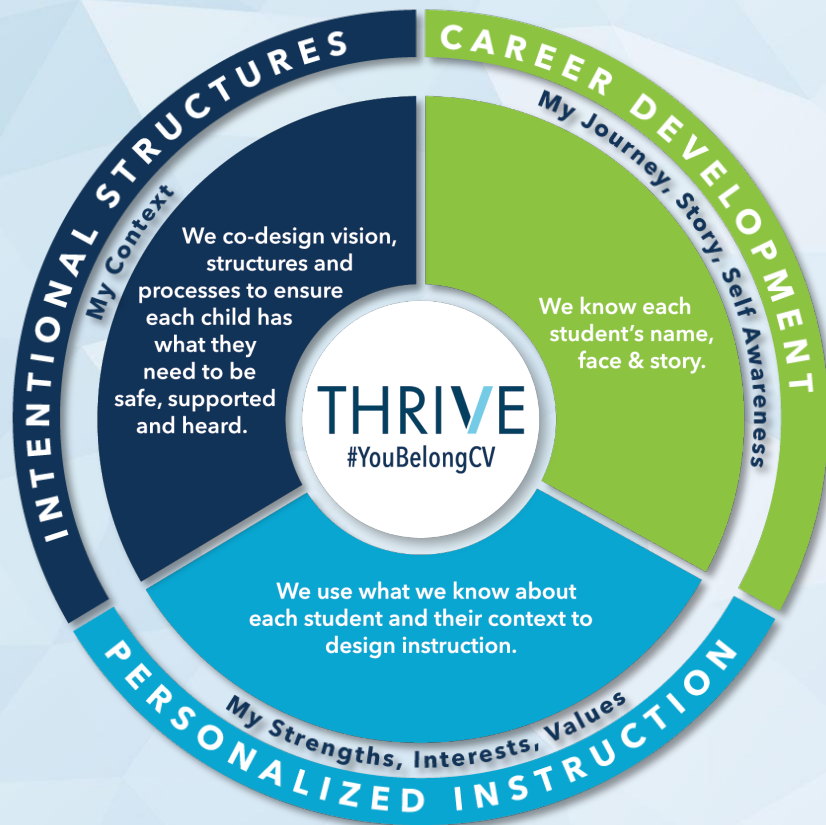 INTENTIONAL STRUCTURES
My Context
We co-design vision,
structures and
processes to ensure
each child has
what they
need to be
safe, supported
and heard.
CAREER DEVELOPMENT
My Journey, Story, Self Awareness
We know each
student’s name,
face & story.
THRIVE
#YouBelongCV
We use what we know about
each student and their context to
design instruction.
My Strengths, Interests, Values
PERSONALIZED INSTRUCTION